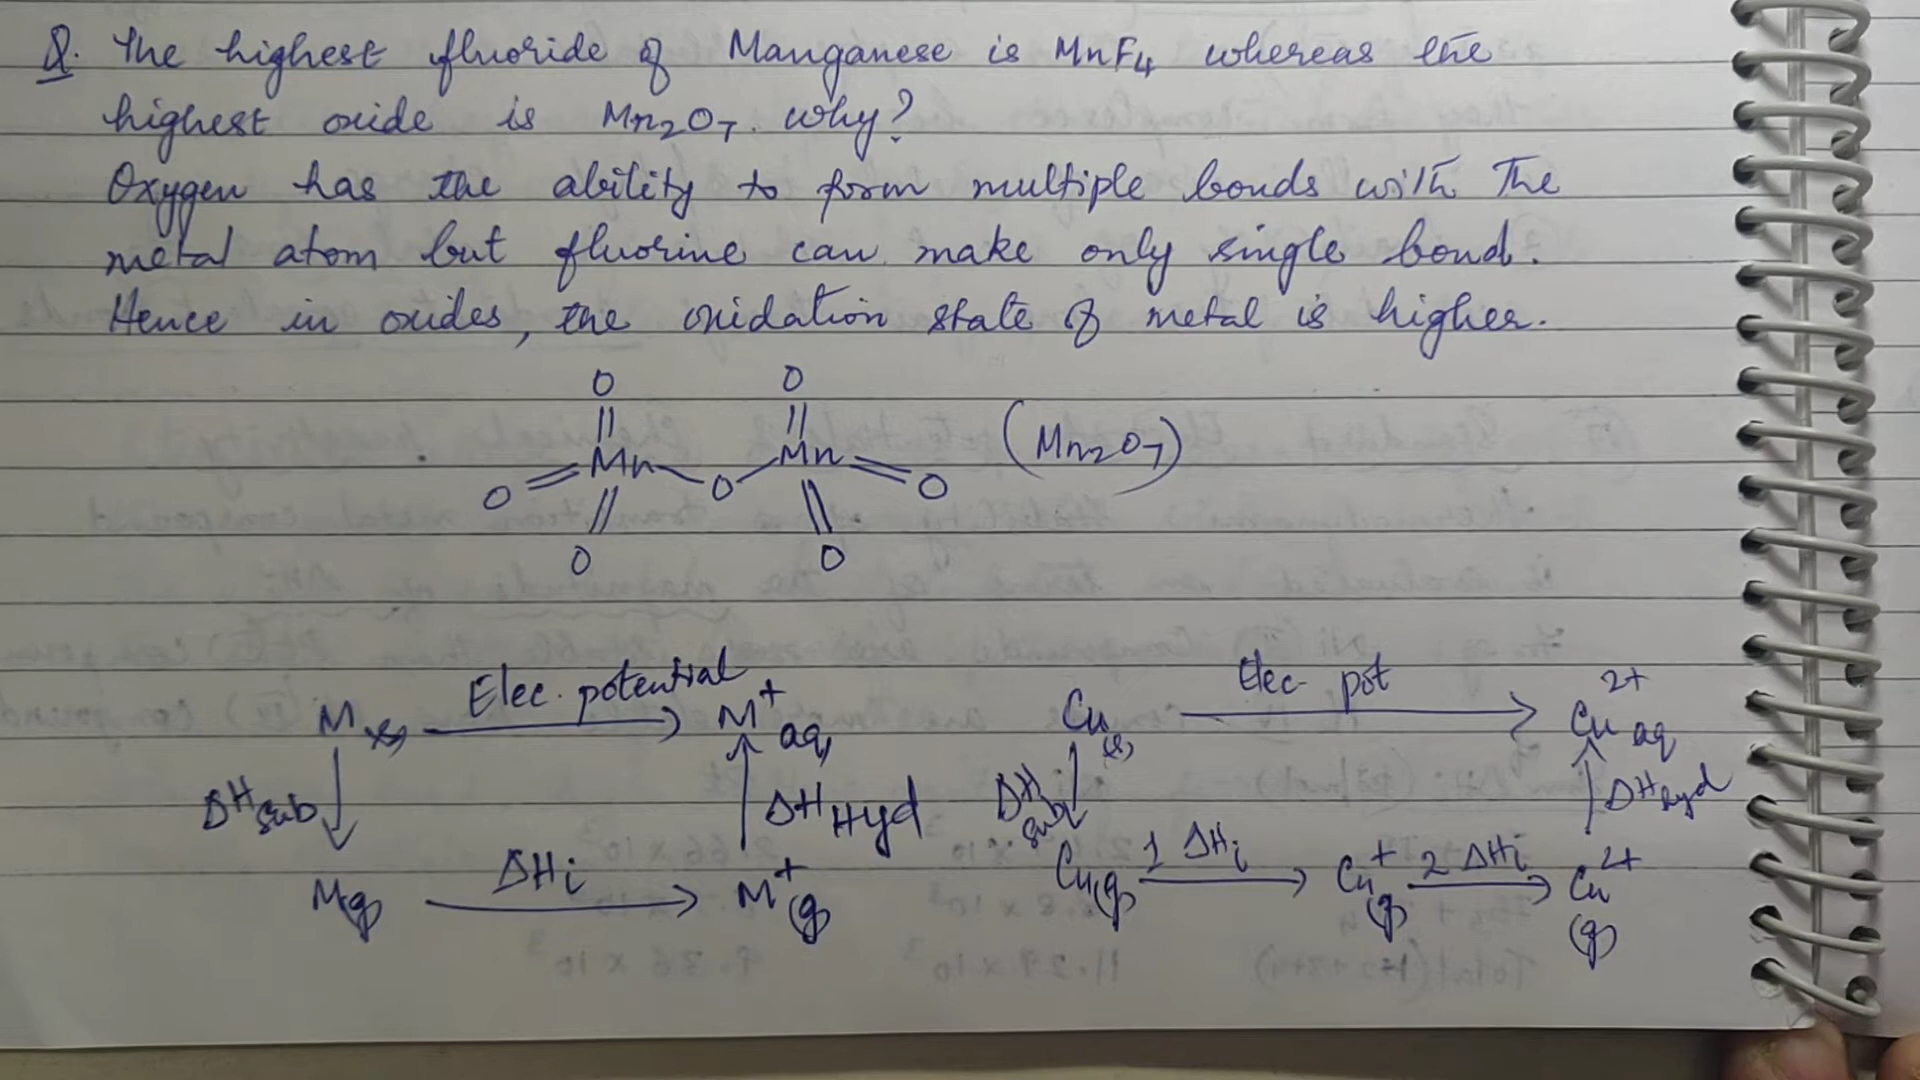 Q. The highest fluoride of Manganese is MnF4 whereas the
highest oxide is Mn2O7. Why?
Oxygen has the ability to form multiple bonds with the
metal atom but fluorine can make only single bond.
Hence in oxides, the oxidation state of metal is higher.
O O
O Mn O Mn O (Mn2O7)
O O
M(s) Elec. potential M+ aq, Cu(s) Elec pot Cu2+ aq
ΔHsub ΔHHyd ΔHsub ΔHhyd
Mg ΔHi M+(g) Cu(g) 1 ΔHi Cu+(g) 2 ΔHi Cu2+(g)